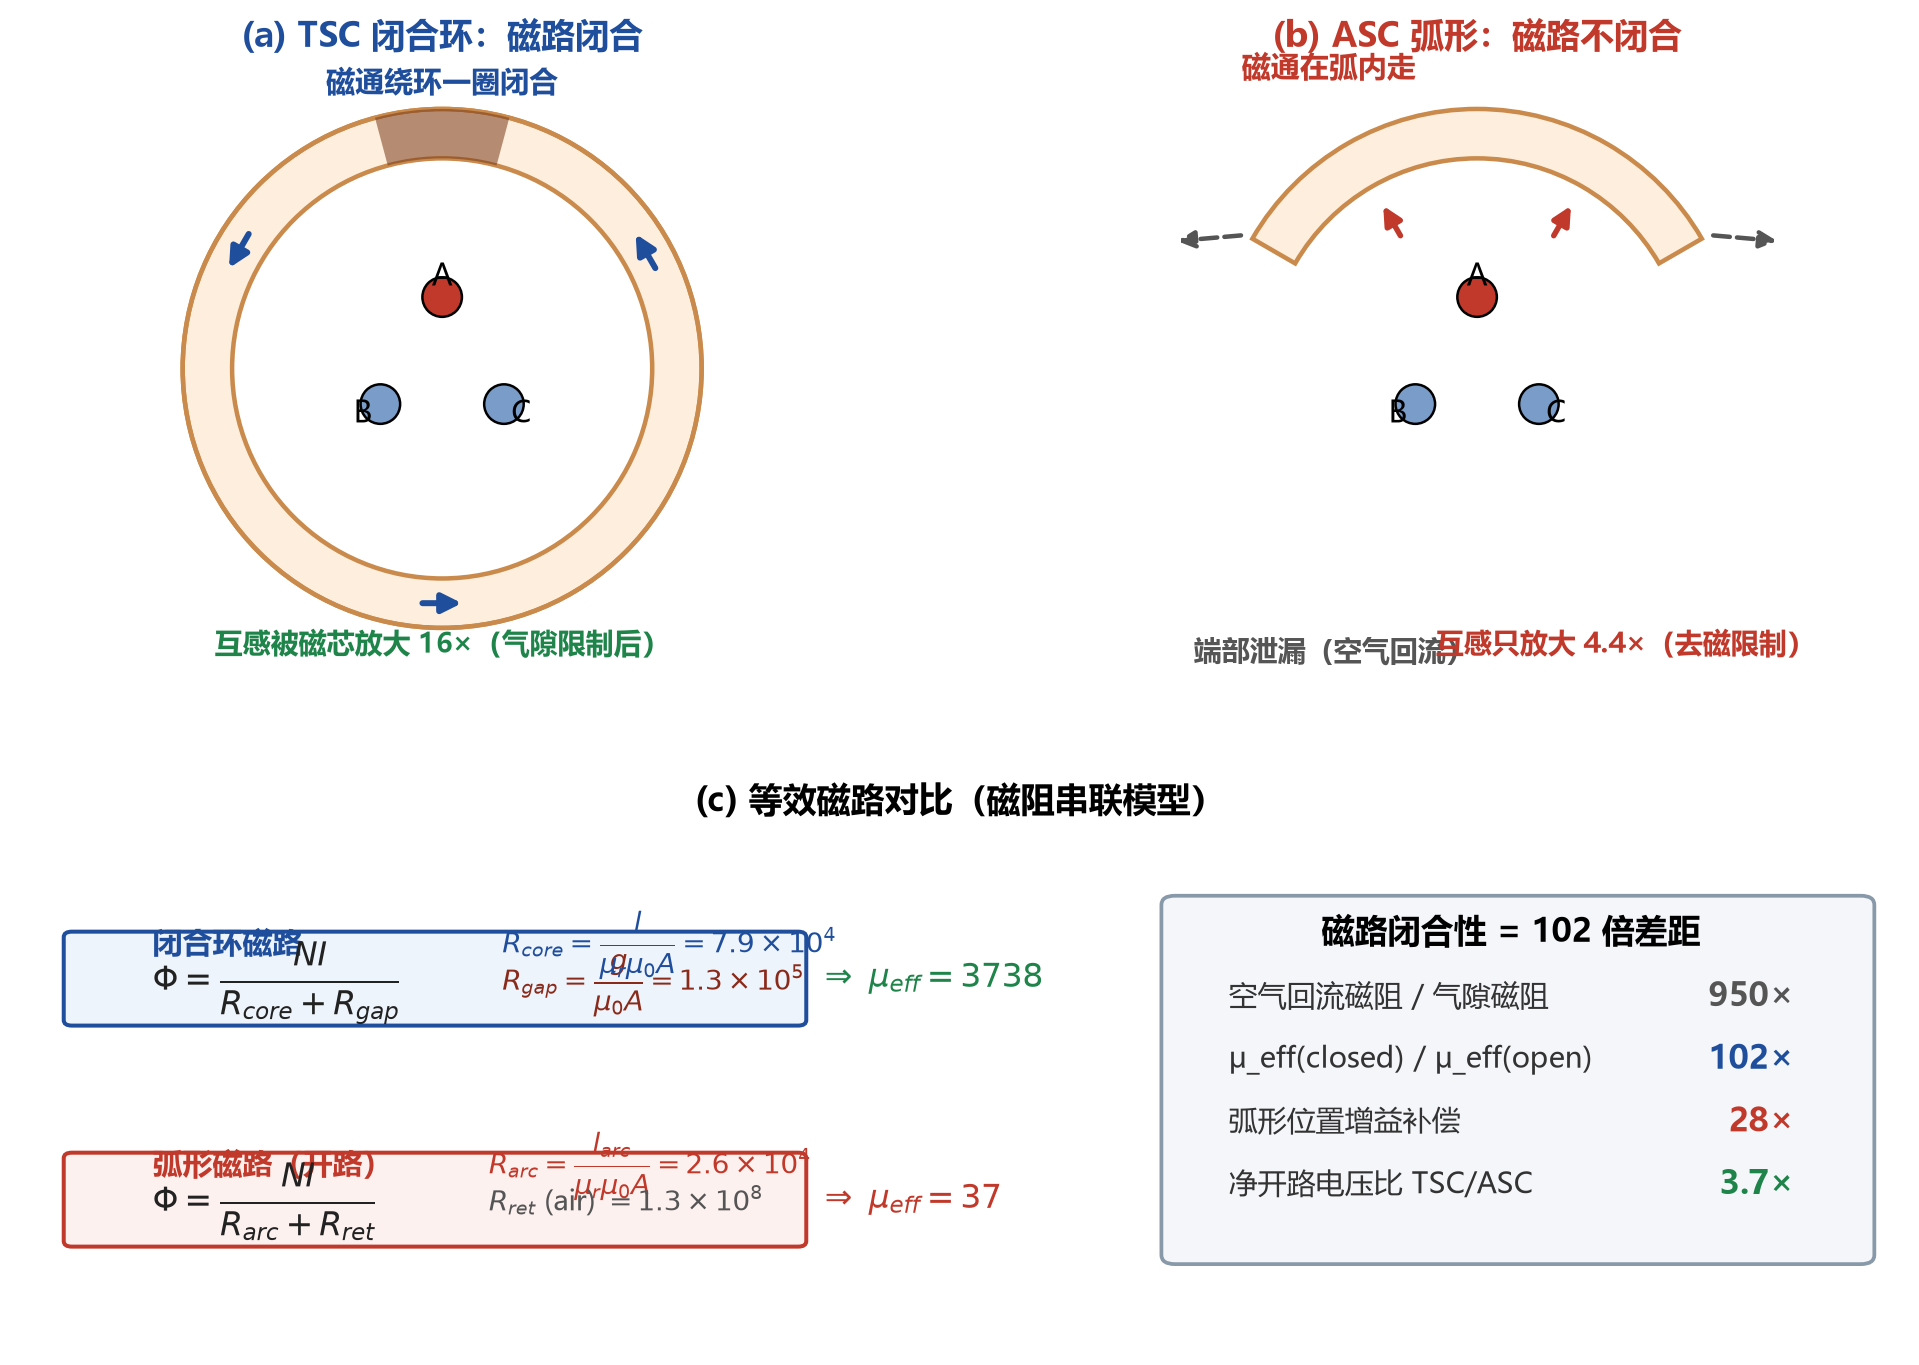 (a) TSC 闭合环：磁路闭合
磁通绕环一圈闭合
A
B
C
互感被磁芯放大 16×（气隙限制后）
(b) ASC 弧形：磁路不闭合
磁通在弧内走
A
B
C
端部泄漏（空气回流）
互感只放大 4.4×（去磁限制）
(c) 等效磁路对比（磁阻串联模型）
闭合环磁路
Φ = NI / (R_core + R_gap)
R_core = l / (μ_r μ_0 A) = 7.9 × 10^4
R_gap = g / (μ_0 A) = 1.3 × 10^5
⇒ μ_eff = 3738
弧形磁路（开路）
Φ = NI / (R_arc + R_ret)
R_arc = l_arc / (μ_r μ_0 A) = 2.6 × 10^4
R_ret (air) = 1.3 × 10^8
⇒ μ_eff = 37
磁路闭合性 = 102 倍差距
空气回流磁阻 / 气隙磁阻 950×
μ_eff(closed) / μ_eff(open) 102×
弧形位置增益补偿 28×
净开路电压比 TSC/ASC 3.7×